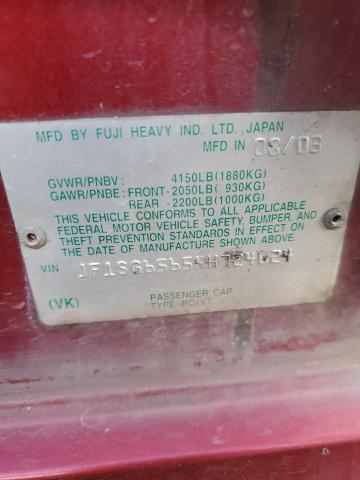 MFD BY FUJI HEAVY IND. LTD. JAPAN
MFD IN 08/03
GVWR/PNBV: 4150LB(1880KG)
GAWR/PNBE: FRONT-2050LB( 930KG)
REAR -2200LB(1000KG)
THIS VEHICLE CONFORMS TO ALL APPLICABLE
FEDERAL MOTOR VEHICLE SAFETY, BUMPER, AND
THEFT PREVENTION STANDARDS IN EFFECT ON THE
DATE OF MANUFACTURE SHOWN ABOVE.
VIN
(VK) PASSENGER CAR
TYPE:PC/VT